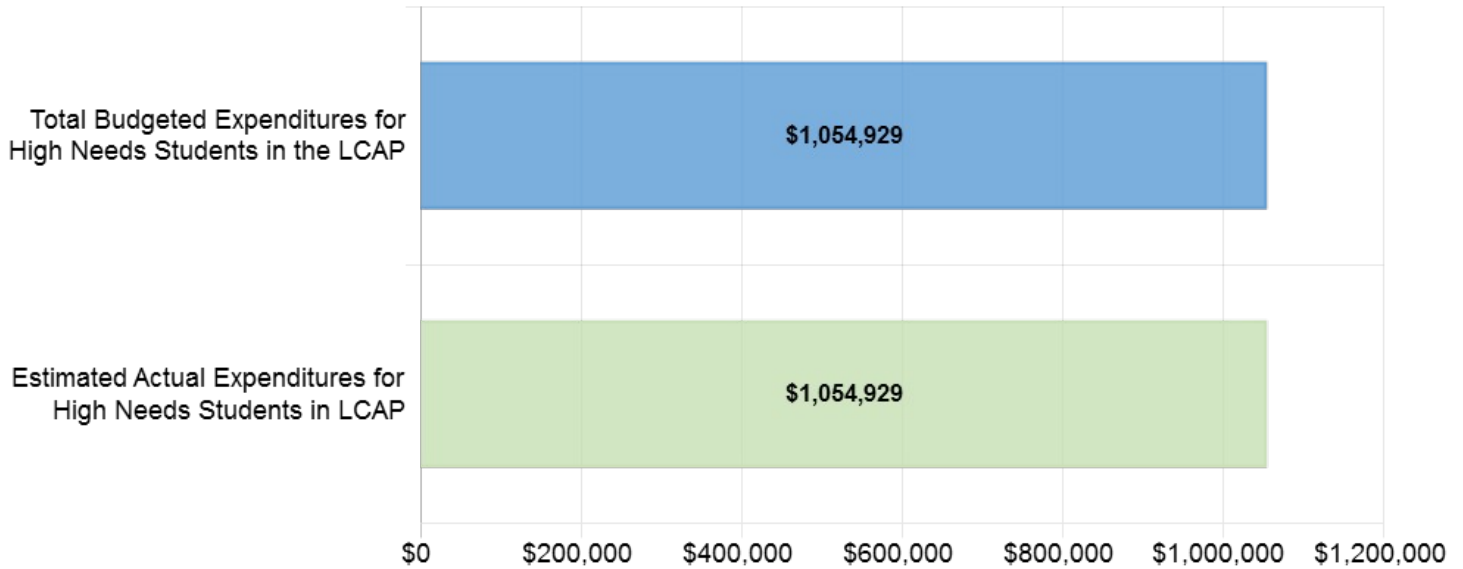 Total Budgeted Expenditures for
High Needs Students in the LCAP
$1,054,929
Estimated Actual Expenditures for
High Needs Students in LCAP
$1,054,929
$0 $200,000 $400,000 $600,000 $800,000 $1,000,000 $1,200,000